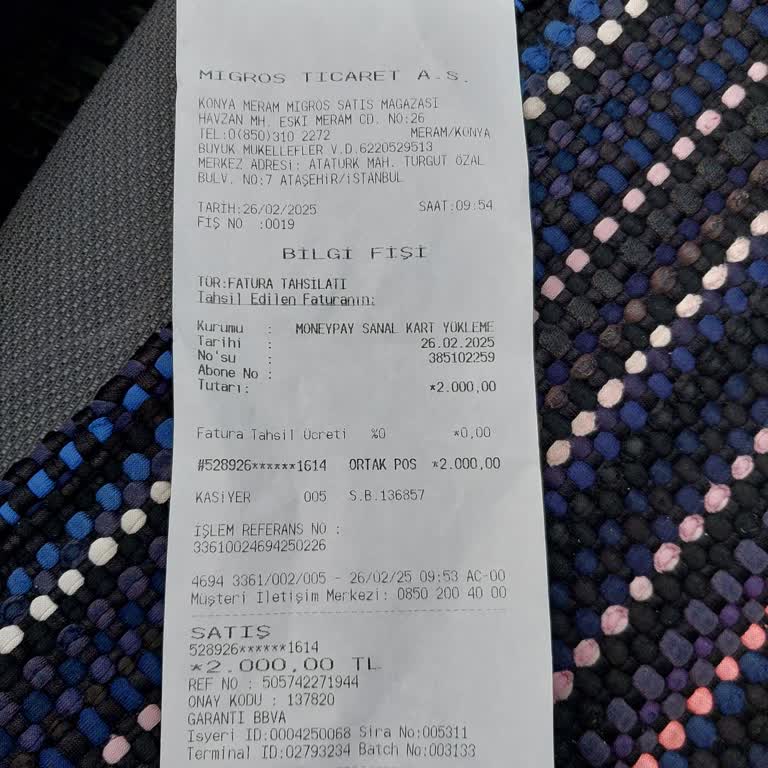 MIGROS TICARET A.S.
KONYA MERAM MIGROS SATIS MAGAZASI
HAVZAN MH. ESKI MERAM CD. NO:26
TEL:0(850)310 2272 MERAM/KONYA
BUYUK MUKELLEFLER V.D.6220529513
MERKEZ ADRESi: ATATURK MAH. TURGUT ÖZAL
BULV. NO:7 ATAŞEHİR/iSTANBUL
TARİH:26/02/2025 SAAT:09:54
FİŞ NO :0019
BİLGİ FİŞİ
TÜR:FATURA TAHSİLATI
Tahsil Edilen Faturanın:
Kurumu : MONEYPAY SANAL KART YÜKLEME
Tarihi : 26.02.2025
No'su : 385102259
Abone No :
Tutarı: *2.000,00
Fatura Tahsil Ücreti %0 *0,00
#528926******1614 ORTAK POS *2.000,00
KASİYER 005 S.B.136857
İŞLEM REFERANS NO :
33610024694250226
4694 3361/002/005 - 26/02/25 09:53 AC-00
Müşteri İletişim Merkezi: 0850 200 40 00
SATIŞ
528926******1614
*2.000,00 TL
REF NO : 505742271944
ONAY KODU : 137820
GARANTI BBVA
Isyeri ID:0004250068 Sira No:005311
Terminal ID:02793234 Batch No:003133